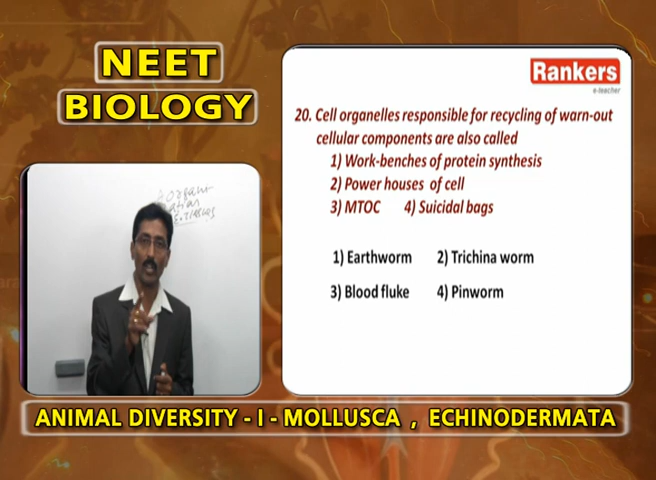 NEET
BIOLOGY
Rankers
e-teacher
20. Cell organelles responsible for recycling of warn-out
cellular components are also called
1) Work-benches of protein synthesis
2) Power houses of cell
3) MTOC 4) Suicidal bags
1) Earthworm 2) Trichina worm
3) Blood fluke 4) Pinworm
ANIMAL DIVERSITY - I - MOLLUSCA , ECHINODERMATA